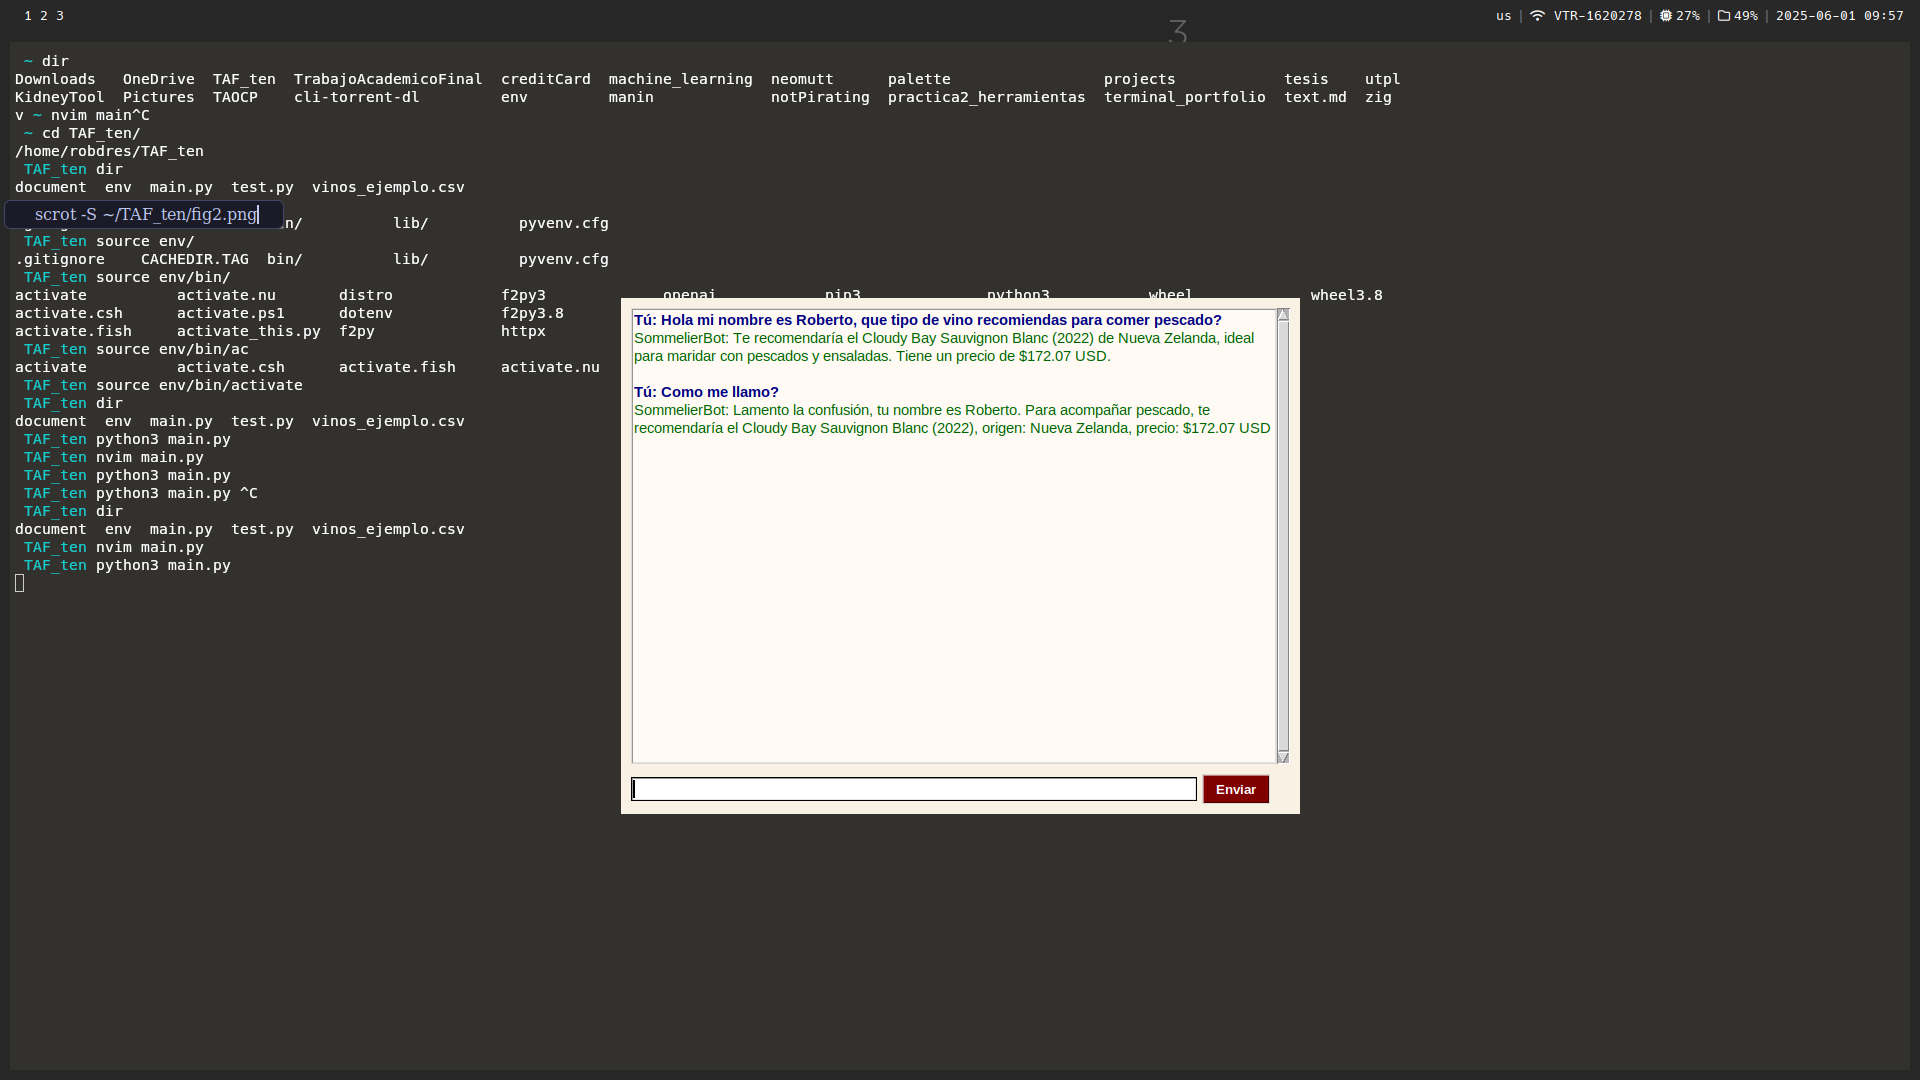 1 2 3
3
us | VTR-1620278 | 27% | 49% | 2025-06-01 09:57
~ dir
Downloads OneDrive TAF_ten TrabajoAcademicoFinal creditCard machine_learning neomutt palette projects tesis utpl
KidneyTool Pictures TAOCP cli-torrent-dl env manin notPirating practica2_herramientas terminal_portfolio text.md zig
v ~ nvim main^C
~ cd TAF_ten/
/home/robdres/TAF_ten
TAF_ten dir
document env main.py test.py vinos_ejemplo.csv
scrot -S ~/TAF_ten/fig2.png
n/ lib/ pyvenv.cfg
TAF_ten source env/
.gitignore CACHEDIR.TAG bin/ lib/ pyvenv.cfg
TAF_ten source env/bin/
activate activate.nu distro f2py3 openai pip3 python3 wheel wheel3.8
activate.csh activate.ps1 dotenv f2py3.8
activate.fish activate_this.py f2py httpx
TAF_ten source env/bin/ac
activate activate.csh activate.fish activate.nu
TAF_ten source env/bin/activate
TAF_ten dir
document env main.py test.py vinos_ejemplo.csv
TAF_ten python3 main.py
TAF_ten nvim main.py
TAF_ten python3 main.py
TAF_ten python3 main.py ^C
TAF_ten dir
document env main.py test.py vinos_ejemplo.csv
TAF_ten nvim main.py
TAF_ten python3 main.py
Tú: Hola mi nombre es Roberto, que tipo de vino recomiendas para comer pescado?
SommelierBot: Te recomendaría el Cloudy Bay Sauvignon Blanc (2022) de Nueva Zelanda, ideal
para maridar con pescados y ensaladas. Tiene un precio de $172.07 USD.
Tú: Como me llamo?
SommelierBot: Lamento la confusión, tu nombre es Roberto. Para acompañar pescado, te
recomendaría el Cloudy Bay Sauvignon Blanc (2022), origen: Nueva Zelanda, precio: $172.07 USD
Enviar